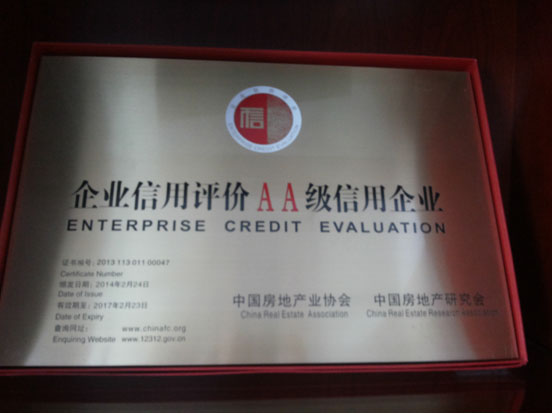 信
企业信用评价AA级信用企业
ENTERPRISE CREDIT EVALUATION
证书编号：2013 113 011 00047
Certificate Number
颁发日期：2014年2月24日
Date of Issue
有效期至：2017年2月23日
Date of Expiry
查询网址： www.chinafc.org
Enquiring Website www.12312.gov.cn
中国房地产业协会 中国房地产研究会
China Real Estate Association China Real Estate Research Association